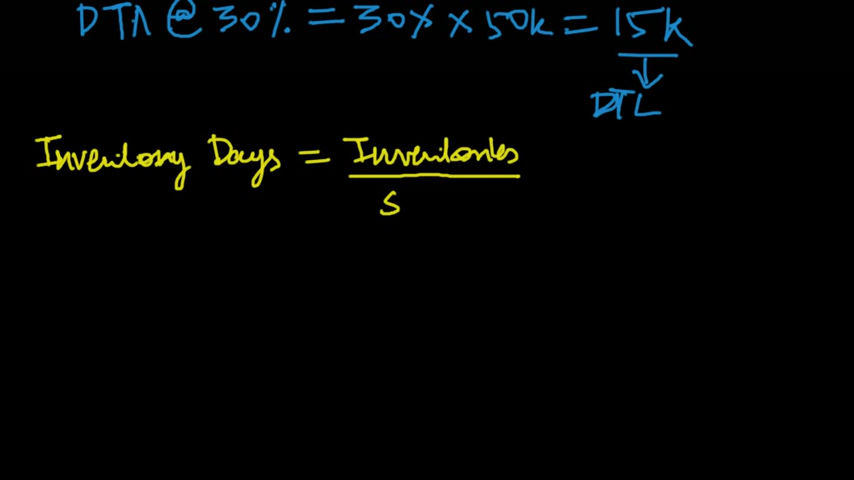 DTA @ 30% = 30% x 50k = 15k
DTL
Inventory Days = Inventories
S